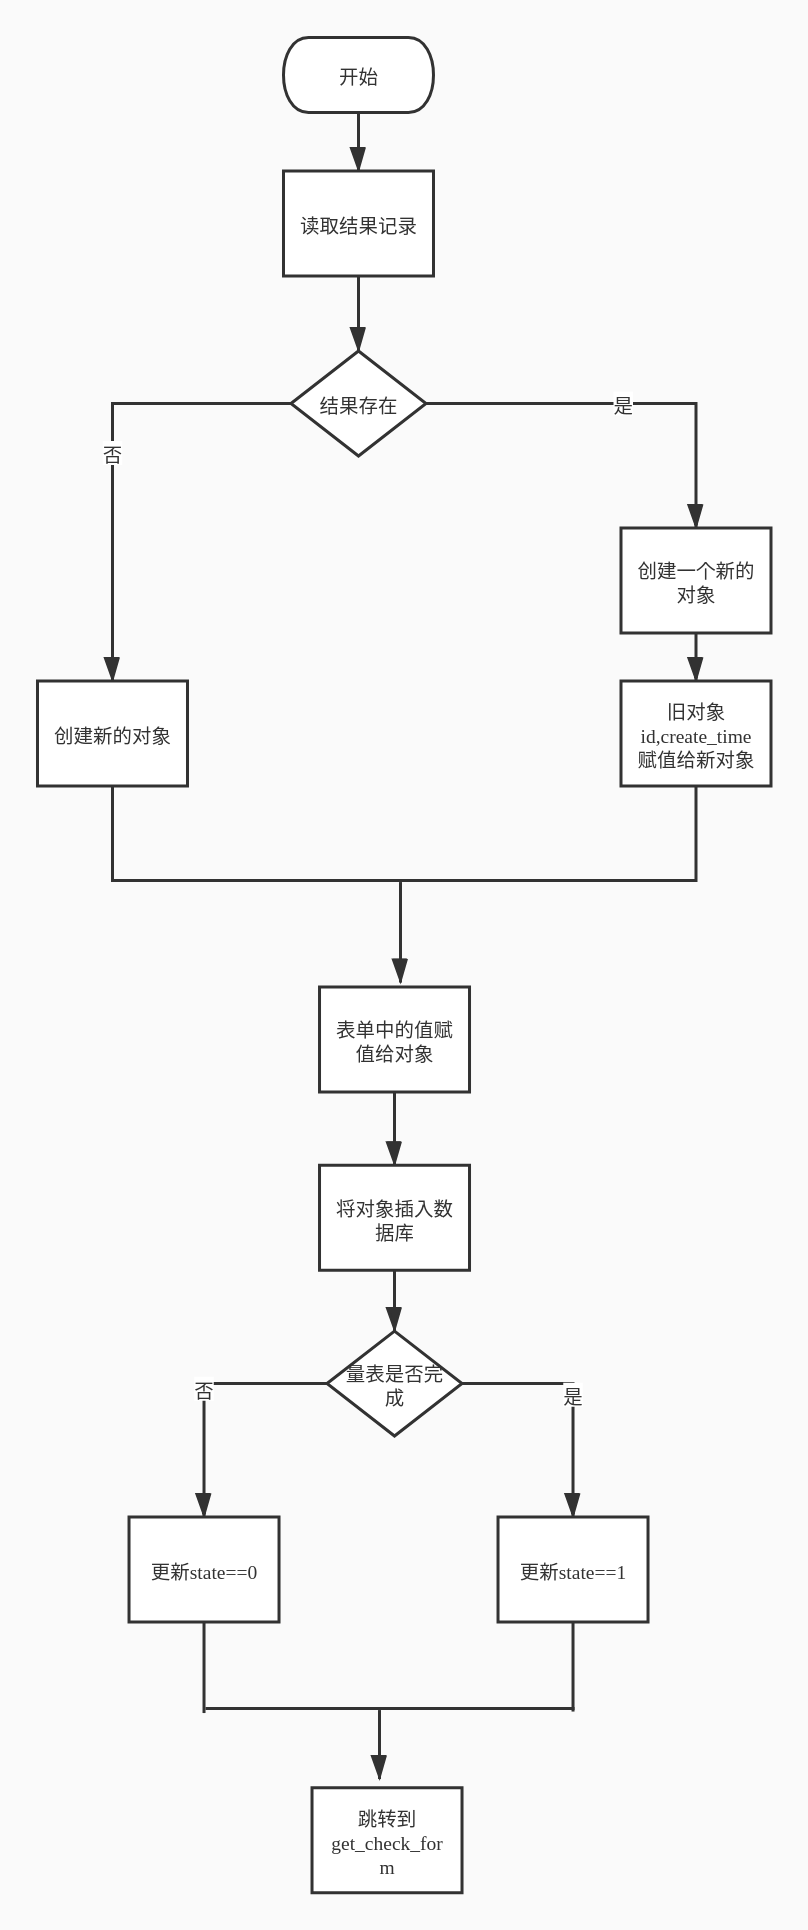 开始
读取结果记录
结果存在
是
否
创建一个新的
对象
创建新的对象
旧对象
id,create_time
赋值给新对象
表单中的值赋
值给对象
将对象插入数
据库
量表是否完
成
否
是
更新state==0
更新state==1
跳转到
get_check_for
m